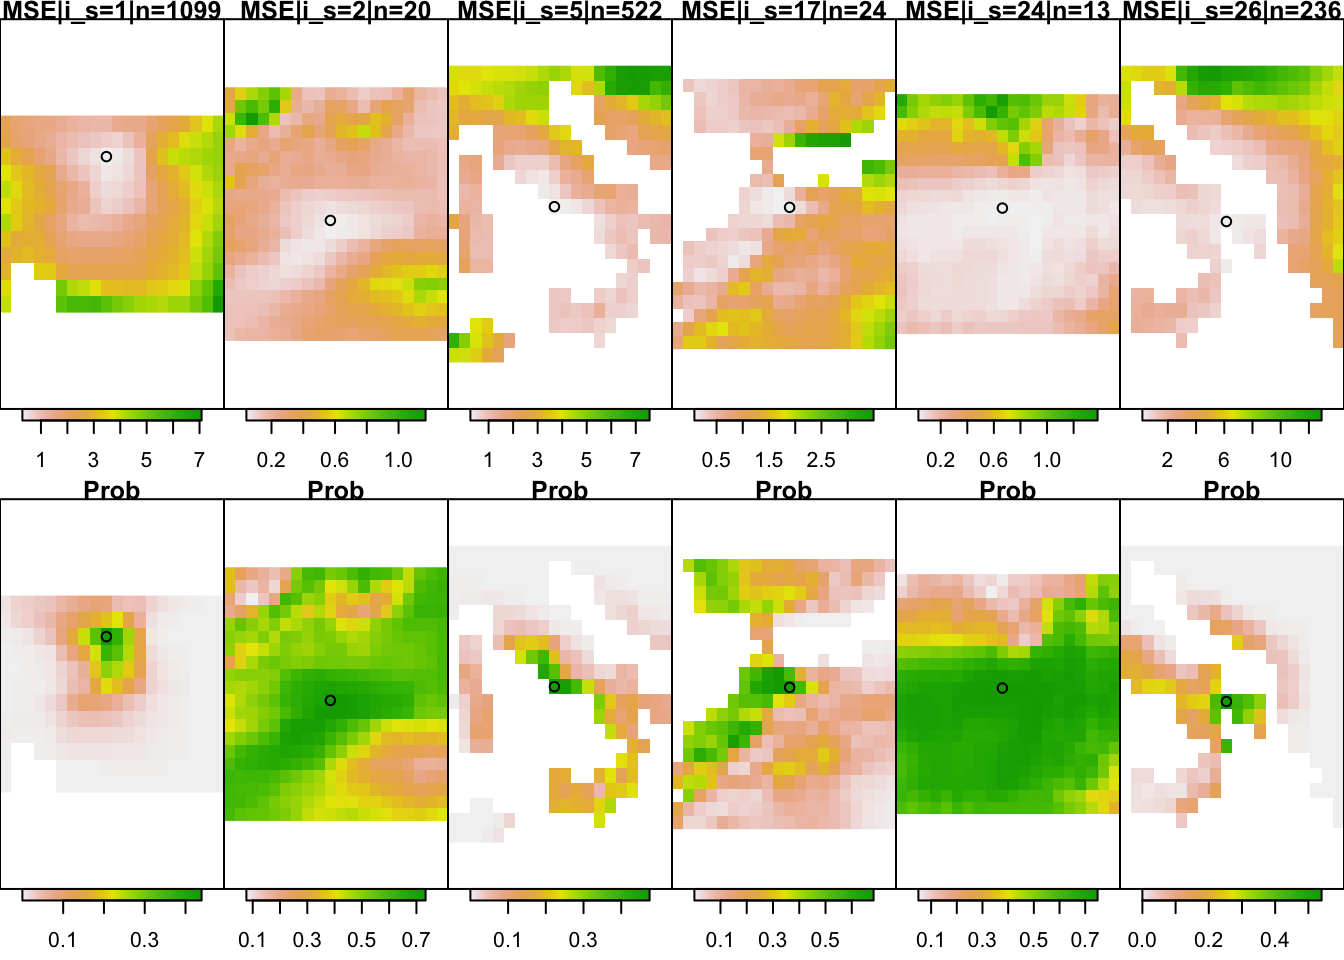 MSE|i_s=1|n=1099 MSE|i_s=2|n=20 MSE|i_s=5|n=522 MSE|i_s=17|n=24 MSE|i_s=24|n=13 MSE|i_s=26|n=236
1 3 5 7 0.2 0.6 1.0 1 3 5 7 0.5 1.5 2.5 0.2 0.6 1.0 2 6 10
Prob Prob Prob Prob Prob Prob
0.1 0.3 0.1 0.3 0.5 0.7 0.1 0.3 0.1 0.3 0.5 0.1 0.3 0.5 0.7 0.0 0.2 0.4